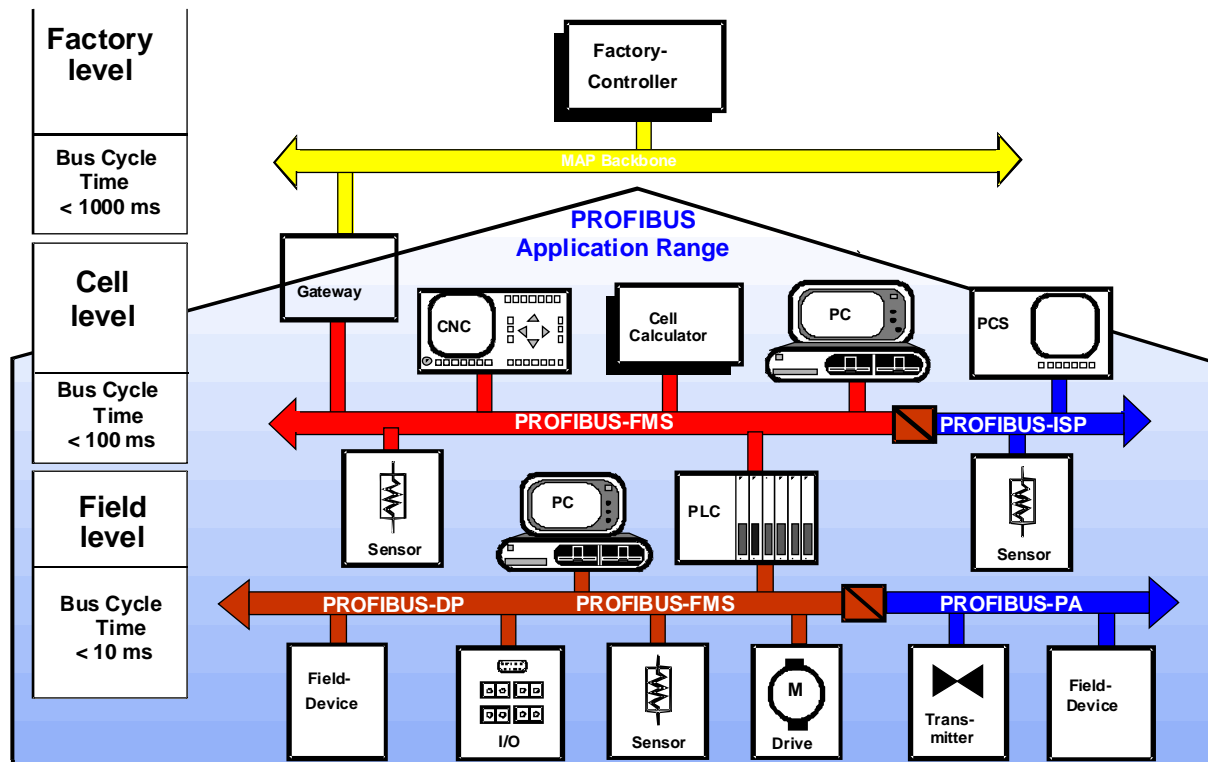 Factory
level
Bus Cycle
Time
< 1000 ms
Factory-
Controller
MAP Backbone
PROFIBUS
Application Range
Cell
level
Bus Cycle
Time
< 100 ms
Gateway
CNC
Cell
Calculator
PC
PCS
PROFIBUS-FMS
PROFIBUS-ISP
Sensor
PC
PLC
Sensor
Field
level
Bus Cycle
Time
< 10 ms
PROFIBUS-DP
PROFIBUS-FMS
PROFIBUS-PA
Field-
Device
I/O
Sensor
M
Drive
Trans-
mitter
Field-
Device